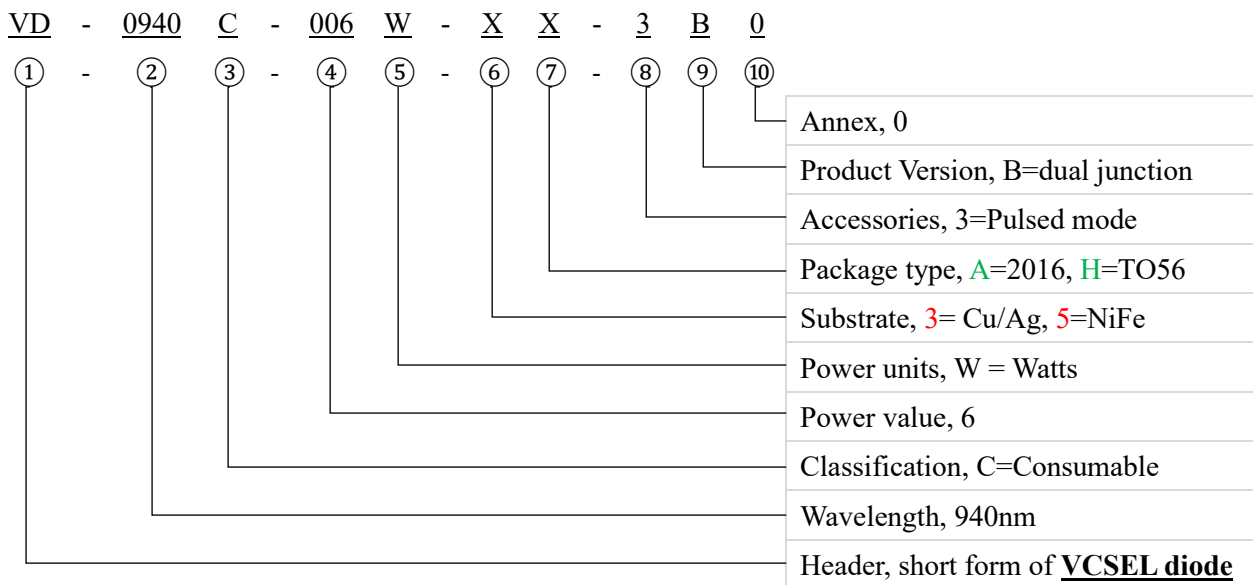 VD - 0940 C - 006 W - X X - 3 B 0
① - ② ③ - ④ ⑤ - ⑥ ⑦ - ⑧ ⑨ ⑩
Annex, 0
Product Version, B=dual junction
Accessories, 3=Pulsed mode
Package type, A=2016, H=TO56
Substrate, 3= Cu/Ag, 5=NiFe
Power units, W = Watts
Power value, 6
Classification, C=Consumable
Wavelength, 940nm
Header, short form of VCSEL diode